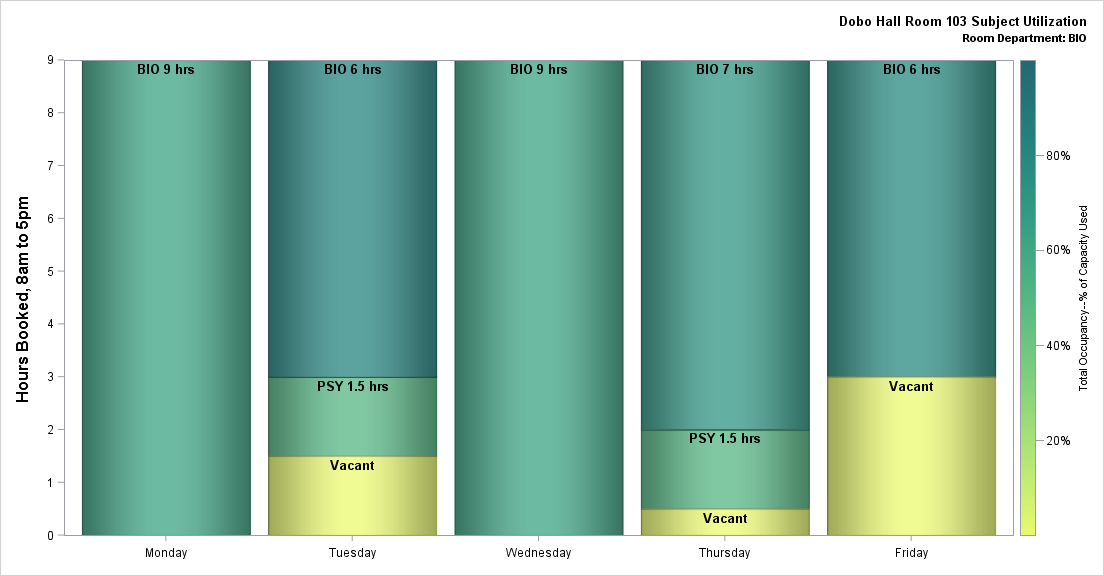 Dobo Hall Room 103 Subject Utilization
Room Department: BIO
Hours Booked, 8am to 5pm
9
8
7
6
5
4
3
2
1
0
BIO 9 hrs
BIO 6 hrs
PSY 1.5 hrs
Vacant
BIO 9 hrs
BIO 7 hrs
PSY 1.5 hrs
Vacant
BIO 6 hrs
Vacant
Monday
Tuesday
Wednesday
Thursday
Friday
80%
60%
40%
20%
Total Occupancy--% of Capacity Used